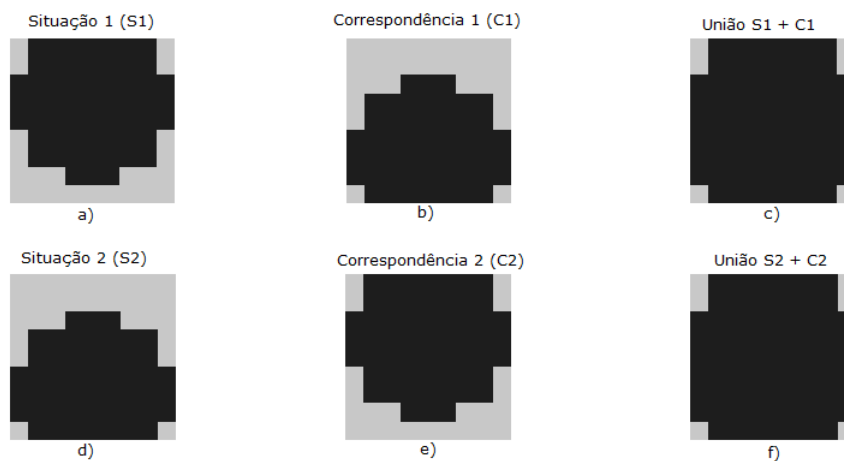 Situação 1 (S1)
Correspondência 1 (C1)
União S1 + C1
a)
b)
c)
Situação 2 (S2)
Correspondência 2 (C2)
União S2 + C2
d)
e)
f)